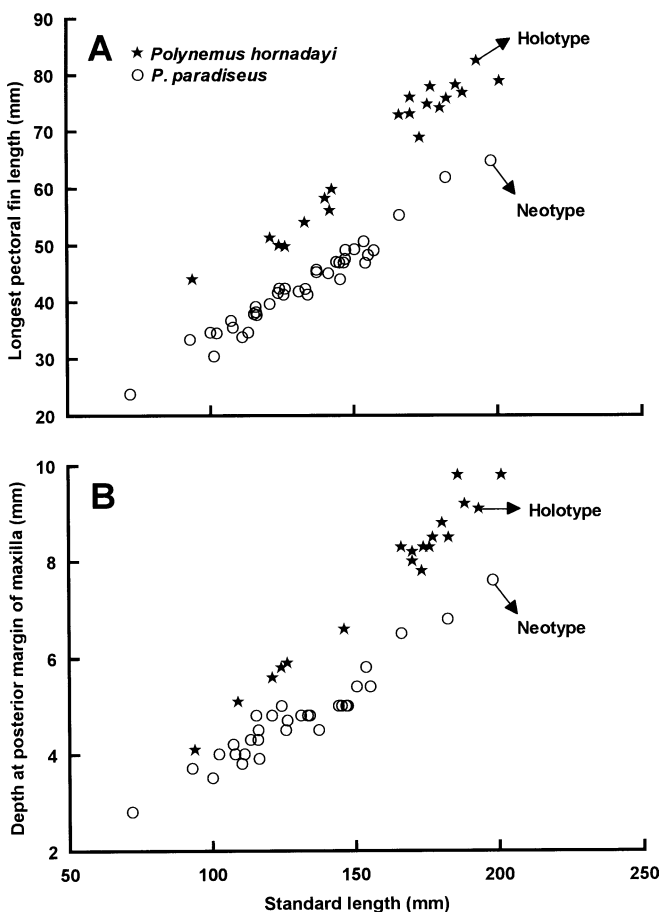 A
Polynemus hornadayi
P. paradiseus
Holotype
Neotype
Longest pectoral fin length (mm)
90
80
70
60
50
40
30
20
B
Holotype
Neotype
Depth at posterior margin of maxilla (mm)
10
8
6
4
2
50 100 150 200 250
Standard length (mm)